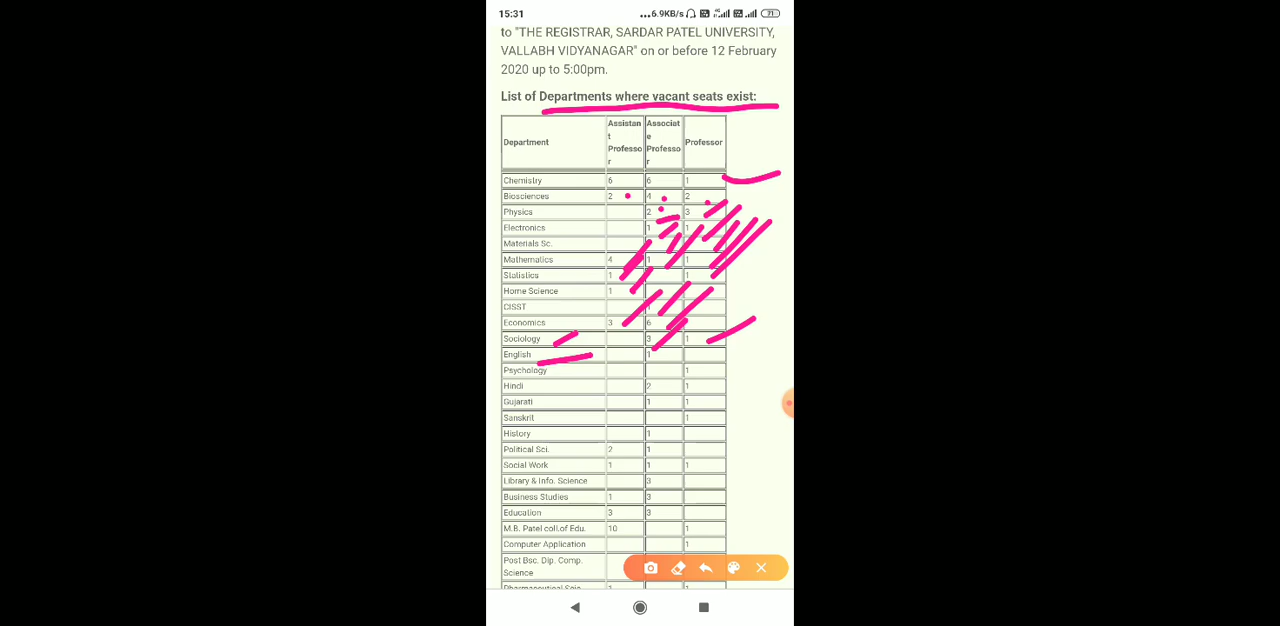 15:31 ...6.9KB/s 4G 71
to "THE REGISTRAR, SARDAR PATEL UNIVERSITY,
VALLABH VIDYANAGAR" on or before 12 February
2020 up to 5:00pm.
List of Departments where vacant seats exist:
Department Assistant Professor Associate Professor Professor
Chemistry 6 6 1
Biosciences 2 4 2
Physics 2 3
Electronics 1 1
Materials Sc.
Mathematics 4 1 1
Statistics 1 1
Home Science 1
CISST
Economics 3 6
Sociology 3 1
English 1
Psychology 1
Hindi 2 1
Gujarati 1 1
Sanskrit 1
History 1
Political Sci. 2 1
Social Work 1 1 1
Library & Info. Science 3
Business Studies 1 3
Education 3 3
M.B. Patel coll.of Edu. 10 1
Computer Application 1
Post Bsc. Dip. Comp.
Science